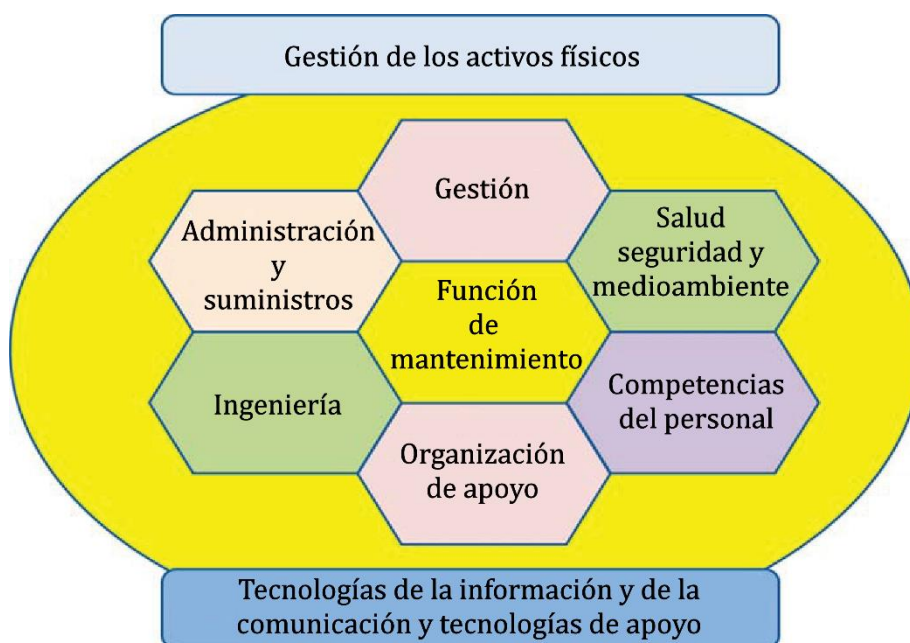 Gestión de los activos físicos
Gestión
Administración
y
suministros
Salud
seguridad y
medioambiente
Función
de
mantenimiento
Ingeniería
Competencias
del personal
Organización
de apoyo
Tecnologías de la información y de la
comunicación y tecnologías de apoyo